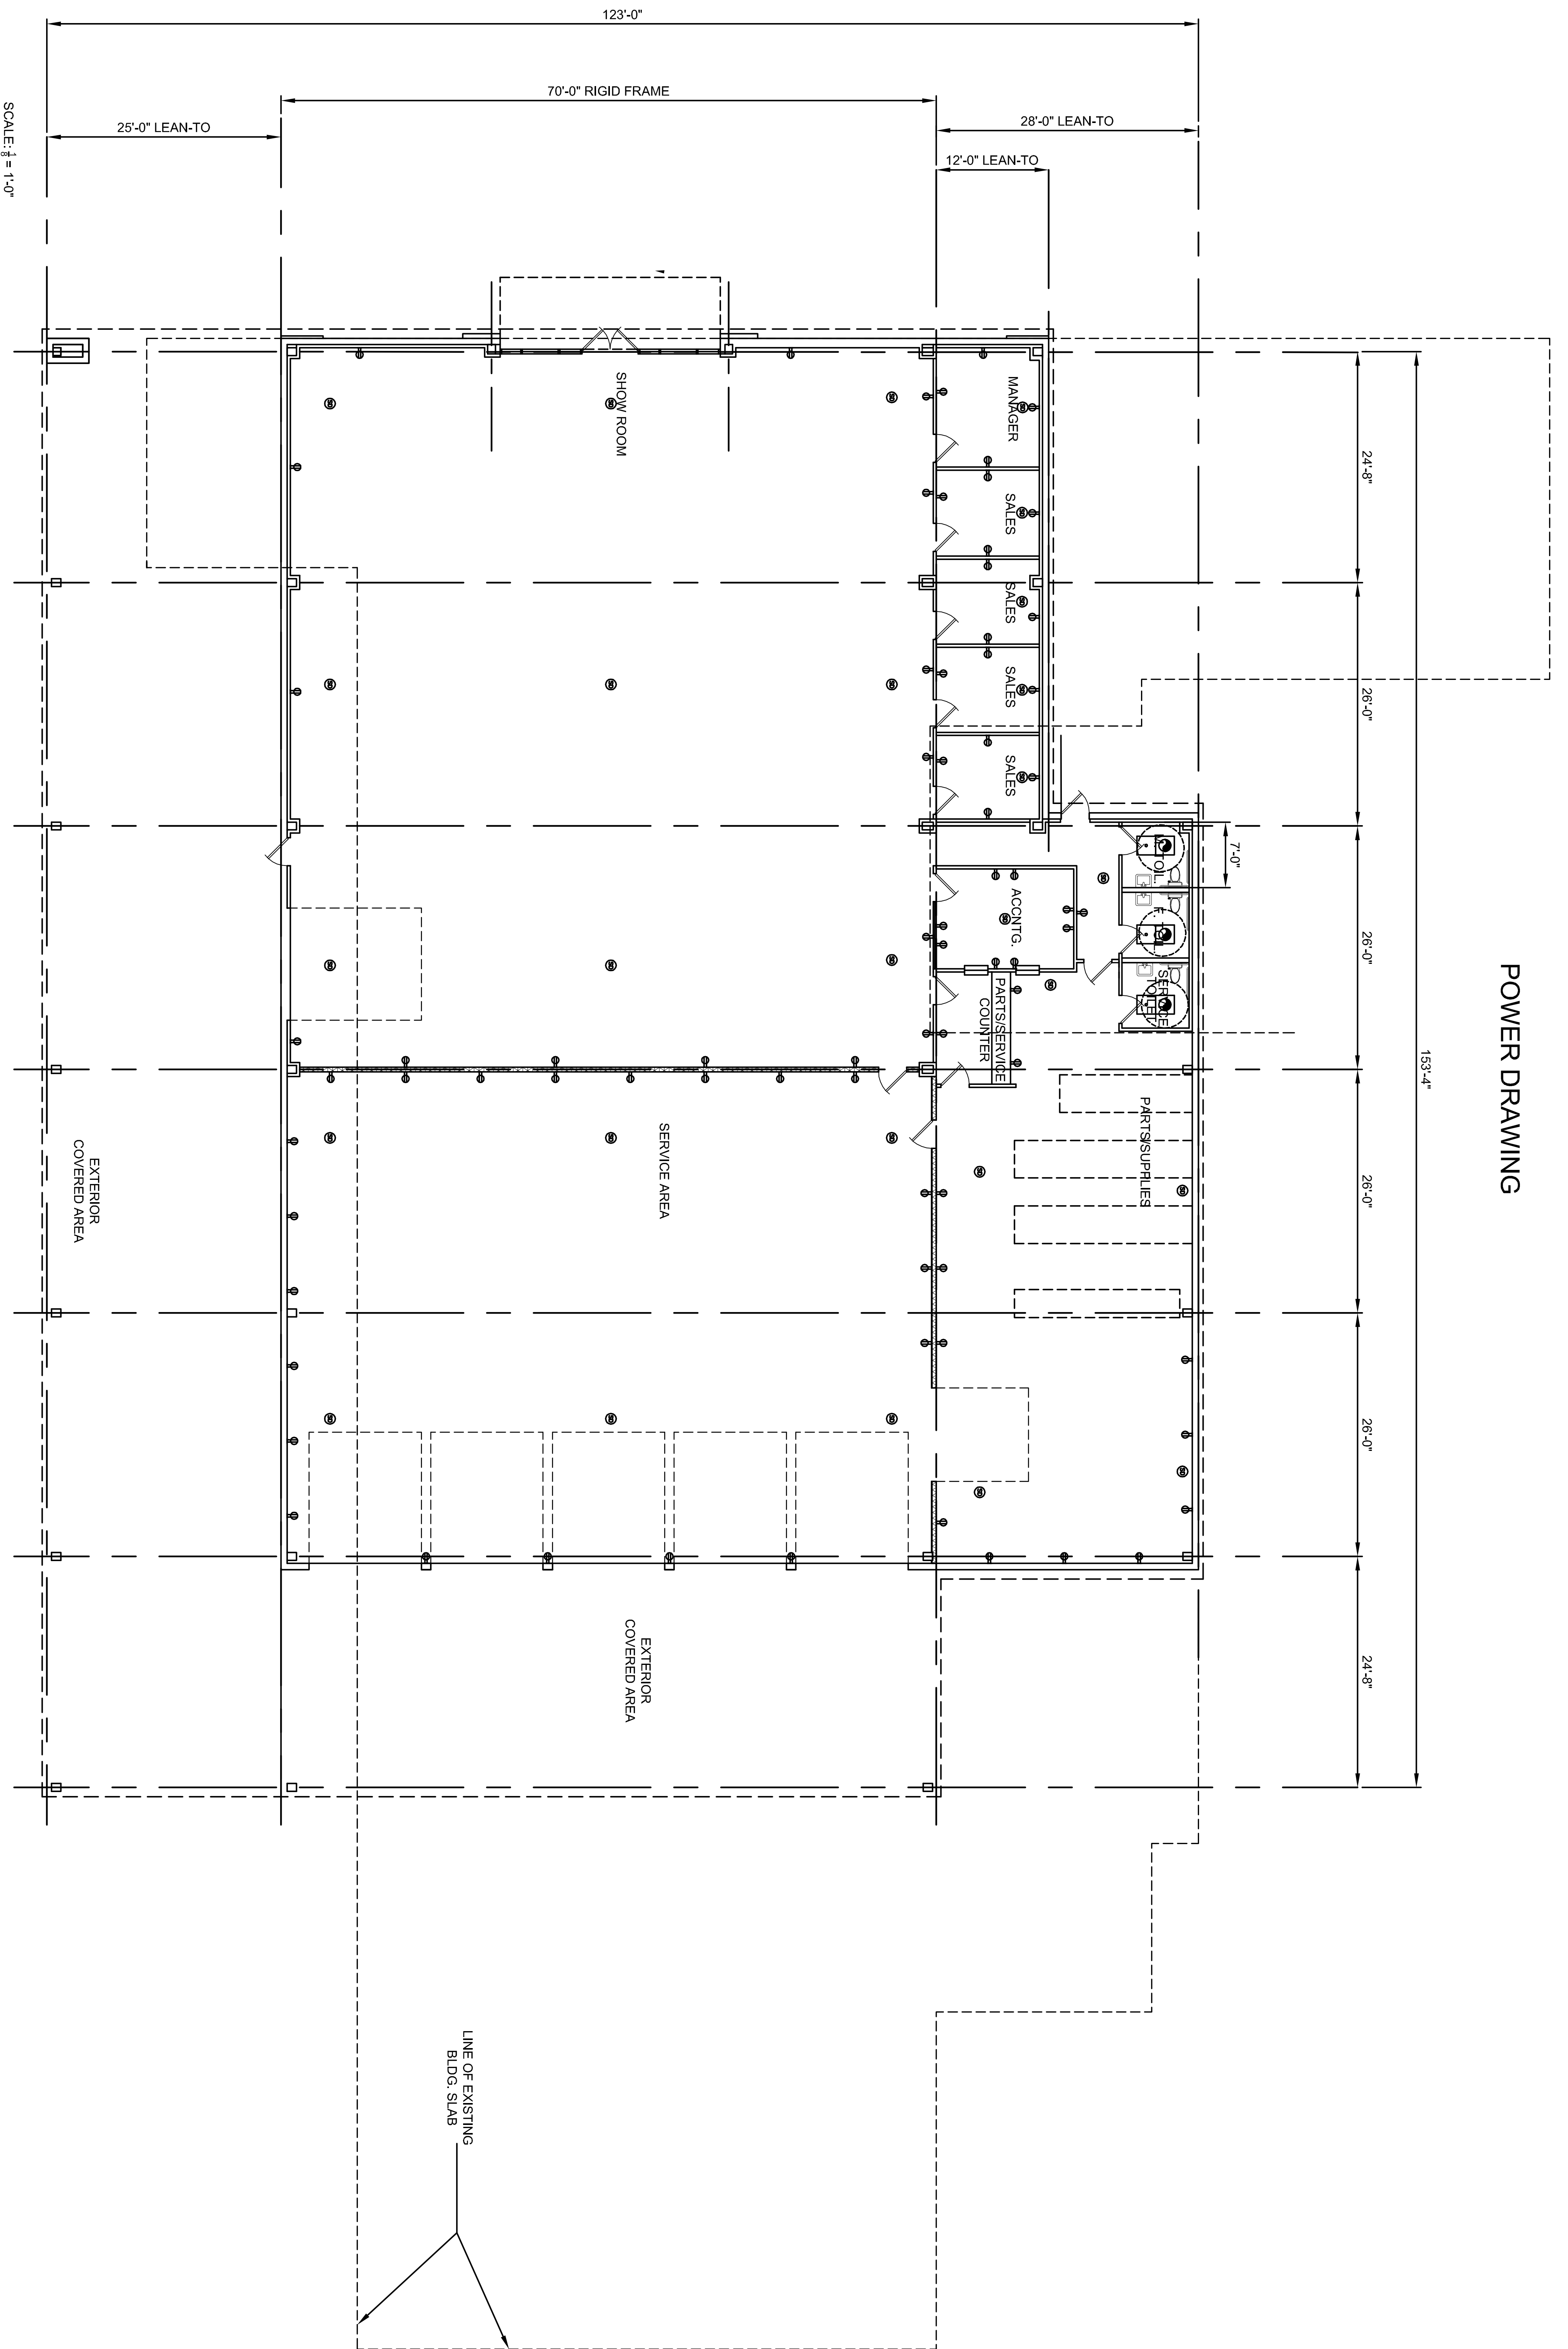 POWER DRAWING
153'-4"
24'-8"
26'-0"
26'-0"
26'-0"
26'-0"
24'-8"
7'-0"
123'-0"
70'-0" RIGID FRAME
25'-0" LEAN-TO
28'-0" LEAN-TO
12'-0" LEAN-TO
MANAGER
SALES
SALES
SALES
SALES
ACCNTG.
SERVICE
TOILET
PARTS/SERVICE
COUNTER
PARTS/SUPPLIES
SHOW ROOM
SERVICE AREA
EXTERIOR
COVERED AREA
EXTERIOR
COVERED AREA
LINE OF EXISTING
BLDG. SLAB
SCALE: 1/8 = 1'-0"